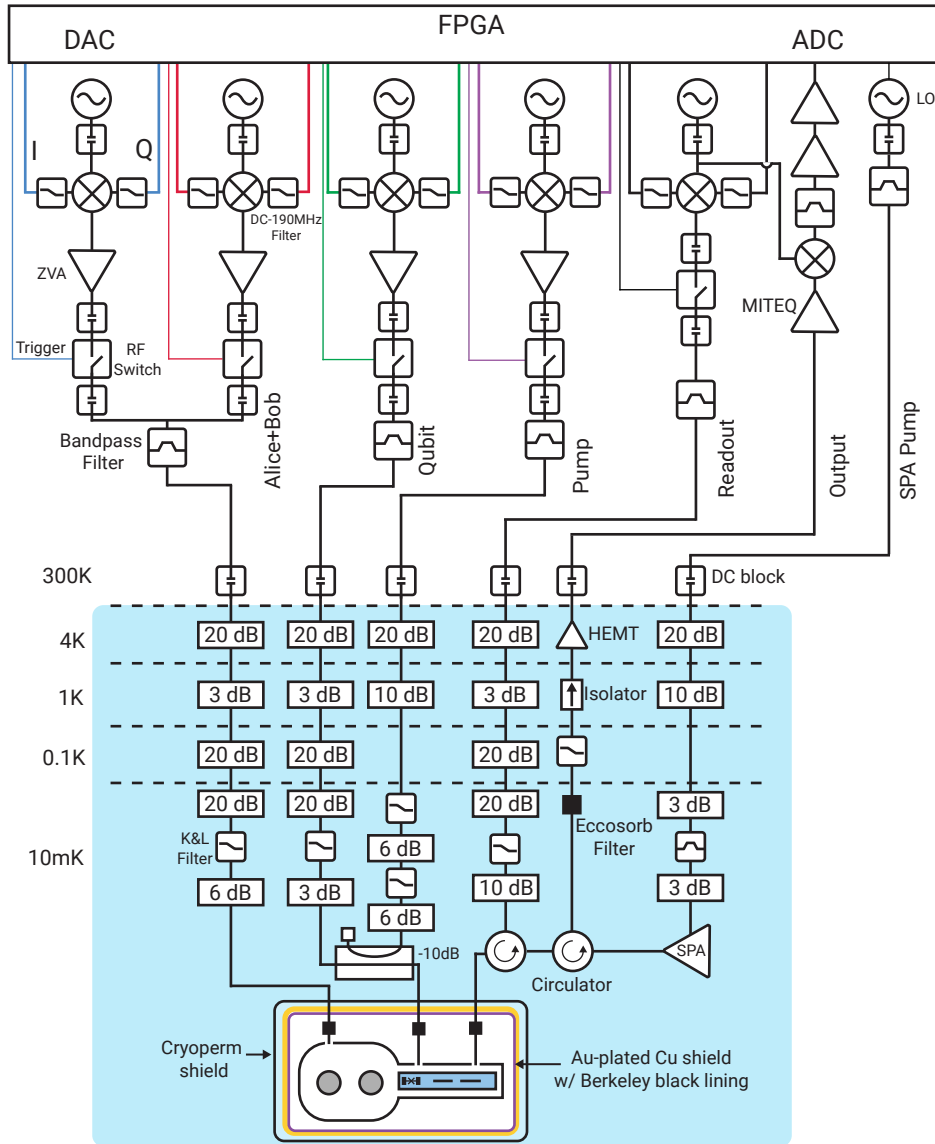 FPGA
DAC
ADC
LO
I
Q
DC-190MHz
Filter
ZVA
MITEQ
Trigger
RF
Switch
Bandpass
Filter
Alice+Bob
Qubit
Pump
Readout
Output
SPA Pump
300K
DC block
4K
20 dB
20 dB
20 dB
20 dB
HEMT
20 dB
1K
3 dB
3 dB
10 dB
3 dB
Isolator
10 dB
0.1K
20 dB
20 dB
20 dB
10mK
20 dB
20 dB
20 dB
3 dB
K&L
Filter
6 dB
Eccosorb
Filter
6 dB
3 dB
10 dB
3 dB
6 dB
-10dB
SPA
Circulator
Cryoperm
shield
Au-plated Cu shield
w/ Berkeley black lining